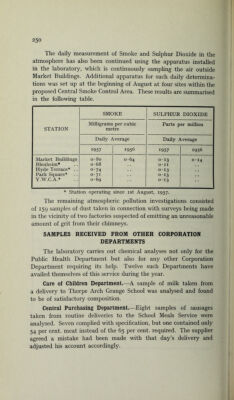 250
The daily measurement of Smoke and Sulphur Dioxide in the
atmosphere has also been continued using the apparatus installed
in the laboratory, which is continuously sampling the air outside
Market Buildings. Additional apparatus for such daily determina-
tions was set up at the beginning of August at four sites within the
proposed Central Smoke Control Area. These results are summarised
in the following table.
STATION SMOKE SULPHUR DIOXIDE
Milligrams per cubic metre Parts per million
Daily Average Daily Average
1957 1956 1957 1956
Market Buildings 0·80 0·64 0·13 0·14
Blenheim* 0·68 .. 0·11 ..
Hyde Terrace* .. 0·74 .. 0·13 ..
Park Square* .. 0·71 .. 0·15 ..
Y.W.C.A.* .. 0·69 .. 0·12 ..
* Station operating since 1st August, 1957.
The remaining atmospheric pollution investigations consisted
of 259 samples of dust taken in connexion with surveys being made
in the vicinity of two factories suspected of emitting an unreasonable
amount of grit from their chimneys.
SAMPLES RECEIVED FROM OTHER CORPORATION
DEPARTMENTS
The laboratory carries out chemical analyses not only for the
Public Health Department but also for any other Corporation
Department requiring its help. Twelve such Departments have
availed themselves of this service during the year.
Care of Children Department.—A sample of milk taken from
a delivery to Thorpe Arch Grange School was analysed and found
to be of satisfactory composition.
Central Purchasing Department.—Eight samples of sausages
taken from routine deliveries to the School Meals Service were
analysed. Seven complied with specification, but one contained only
54 per cent. meat instead of the 65 per cent. required. The supplier
agreed a mistake had been made with that day's delivery and
adjusted his account accordingly.